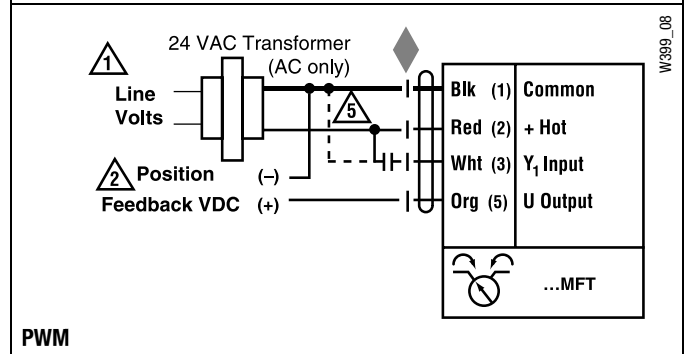 W399_08
24 VAC Transformer
(AC only)
1
Line
Volts
5
Blk (1) Common
Red (2) + Hot
Wht (3) Y1 Input
Org (5) U Output
2 Position (–)
Feedback VDC (+)
...MFT
PWM